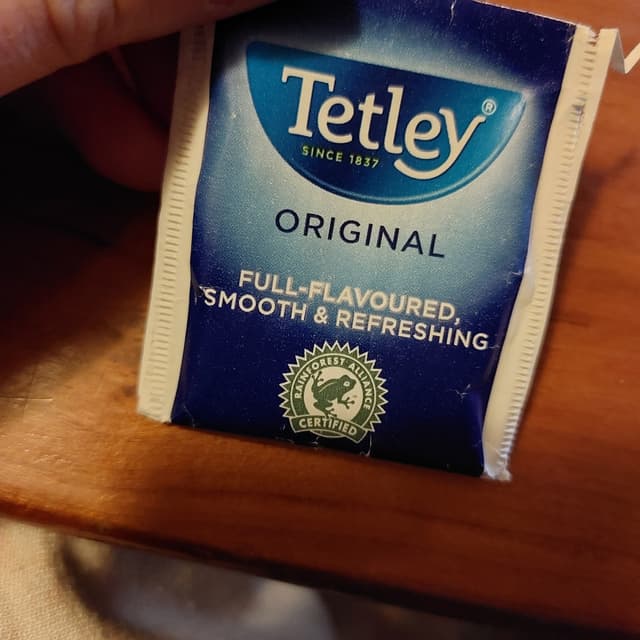 Tetley®
SINCE 1837
ORIGINAL
FULL-FLAVOURED,
SMOOTH & REFRESHING
RAINFOREST ALLIANCE
CERTIFIED